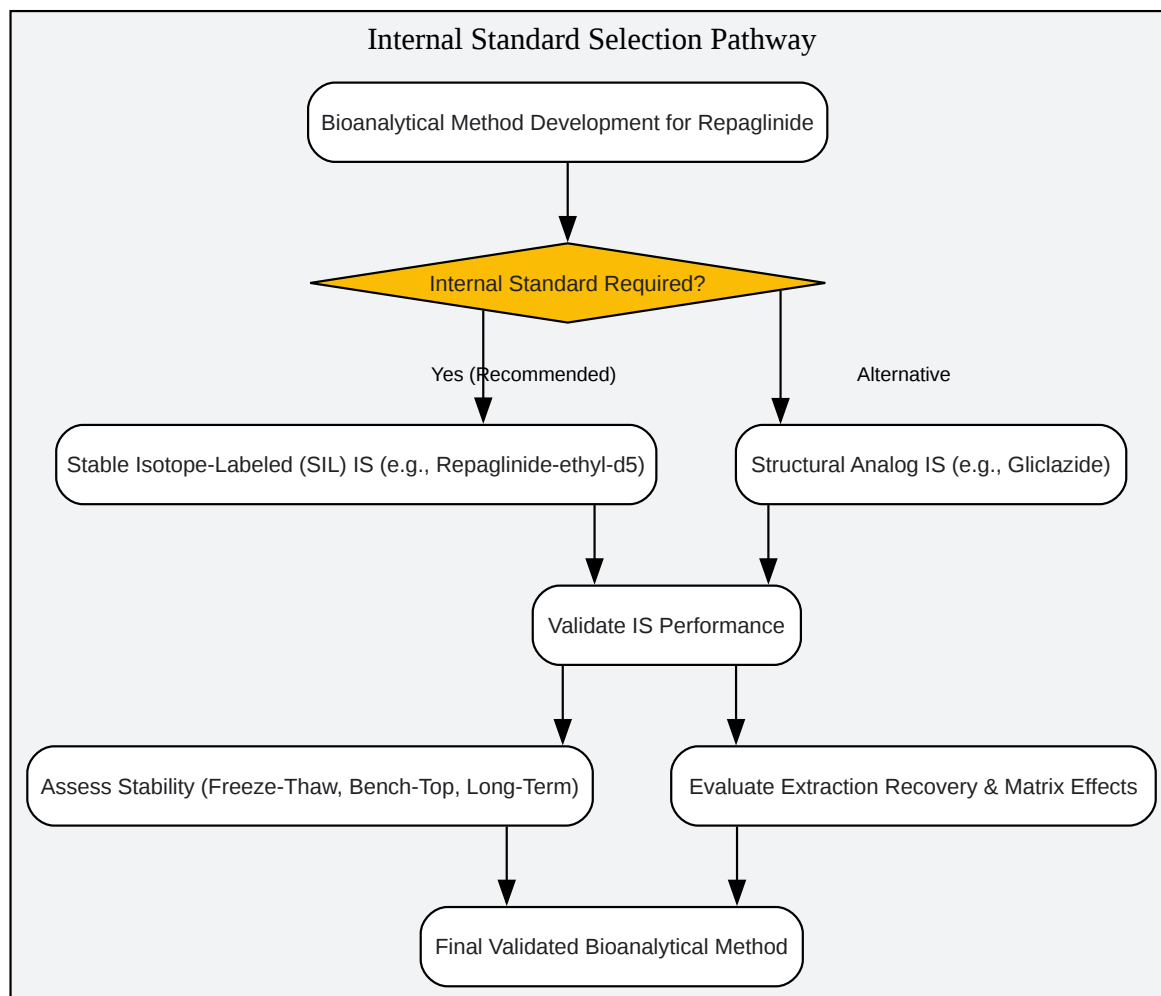 Internal Standard Selection Pathway
Bioanalytical Method Development for Repaglinide
Internal Standard Required?
Yes (Recommended)
Alternative
Stable Isotope-Labeled (SIL) IS (e.g., Repaglinide-ethyl-d5)
Structural Analog IS (e.g., Gliclazide)
Validate IS Performance
Assess Stability (Freeze-Thaw, Bench-Top, Long-Term)
Evaluate Extraction Recovery & Matrix Effects
Final Validated Bioanalytical Method